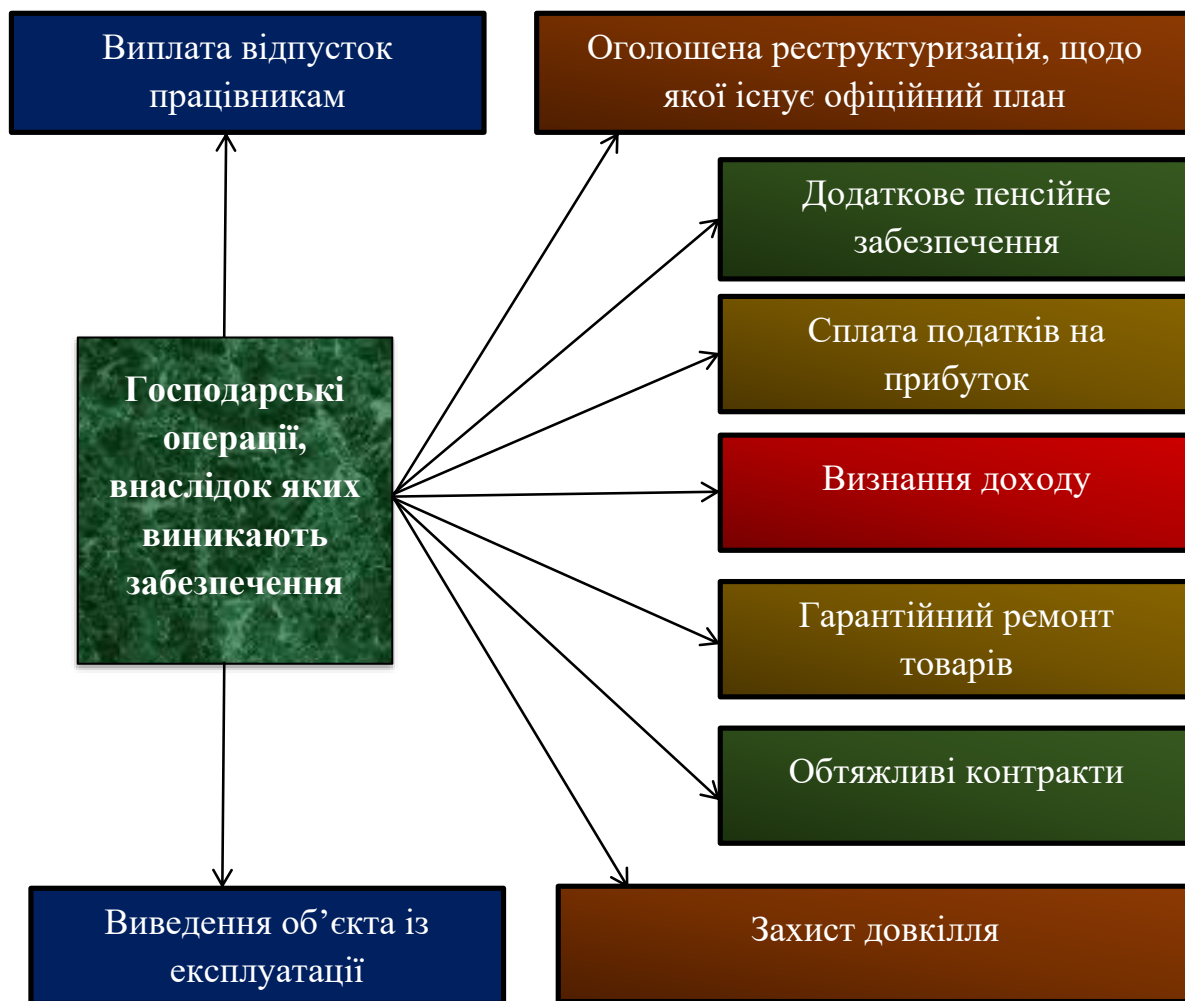 Виплата відпусток
працівникам
Оголошена реструктуризація, щодо
якої існує офіційний план
Додаткове пенсійне
забезпечення
Сплата податків на
прибуток
Господарські
операції,
внаслідок яких
виникають
забезпечення
Визнання доходу
Гарантійний ремонт
товарів
Обтяжливі контракти
Виведення об’єкта із
експлуатації
Захист довкілля